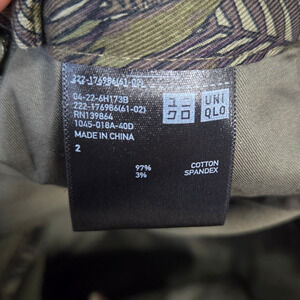 222-176986(61-02)
04-22-6H173B
222-176986(61-02)
RN139864
1045-018A-40D
MADE IN CHINA
2
ユニ
クロ
UNI
QLO
97% COTTON
3% SPANDEX